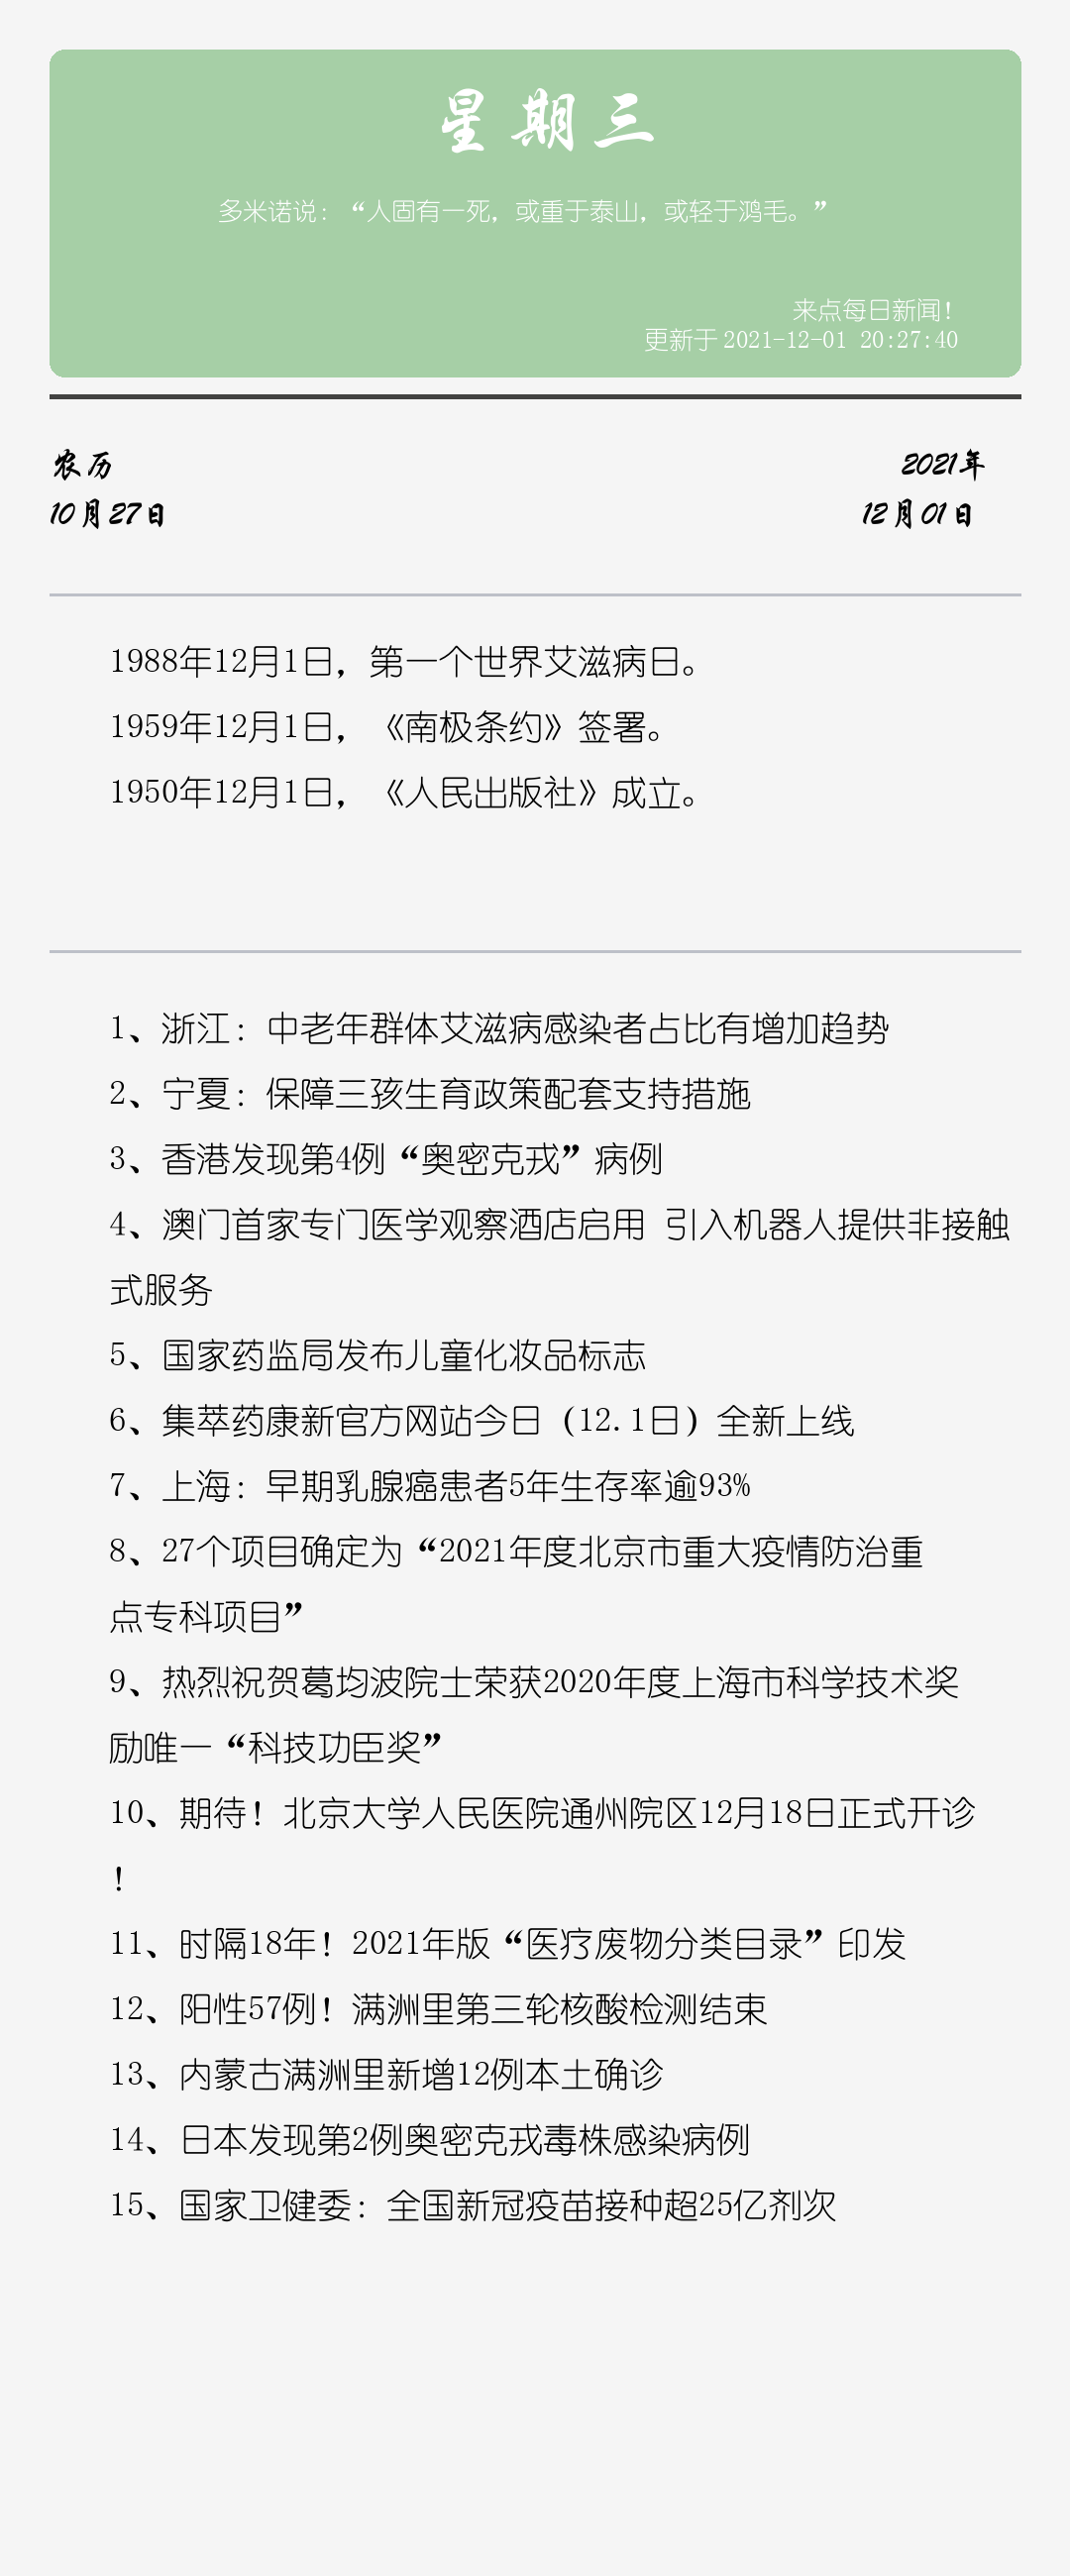 星期三
多米诺说：“人固有一死，或重于泰山，或轻于鸿毛。”
来点每日新闻！
更新于 2021-12-01 20:27:40
农历
2021年
10月27日
12月01日
1988年12月1日，第一个世界艾滋病日。
1959年12月1日，《南极条约》签署。
1950年12月1日，《人民出版社》成立。
1、浙江：中老年群体艾滋病感染者占比有增加趋势
2、宁夏：保障三孩生育政策配套支持措施
3、香港发现第4例“奥密克戎”病例
4、澳门首家专门医学观察酒店启用 引入机器人提供非接触
式服务
5、国家药监局发布儿童化妆品标志
6、集萃药康新官方网站今日（12.1日）全新上线
7、上海：早期乳腺癌患者5年生存率逾93%
8、27个项目确定为“2021年度北京市重大疫情防治重
点专科项目”
9、热烈祝贺葛均波院士荣获2020年度上海市科学技术奖
励唯一“科技功臣奖”
10、期待！北京大学人民医院通州院区12月18日正式开诊
！
11、时隔18年！2021年版“医疗废物分类目录”印发
12、阳性57例！满洲里第三轮核酸检测结束
13、内蒙古满洲里新增12例本土确诊
14、日本发现第2例奥密克戎毒株感染病例
15、国家卫健委：全国新冠疫苗接种超25亿剂次